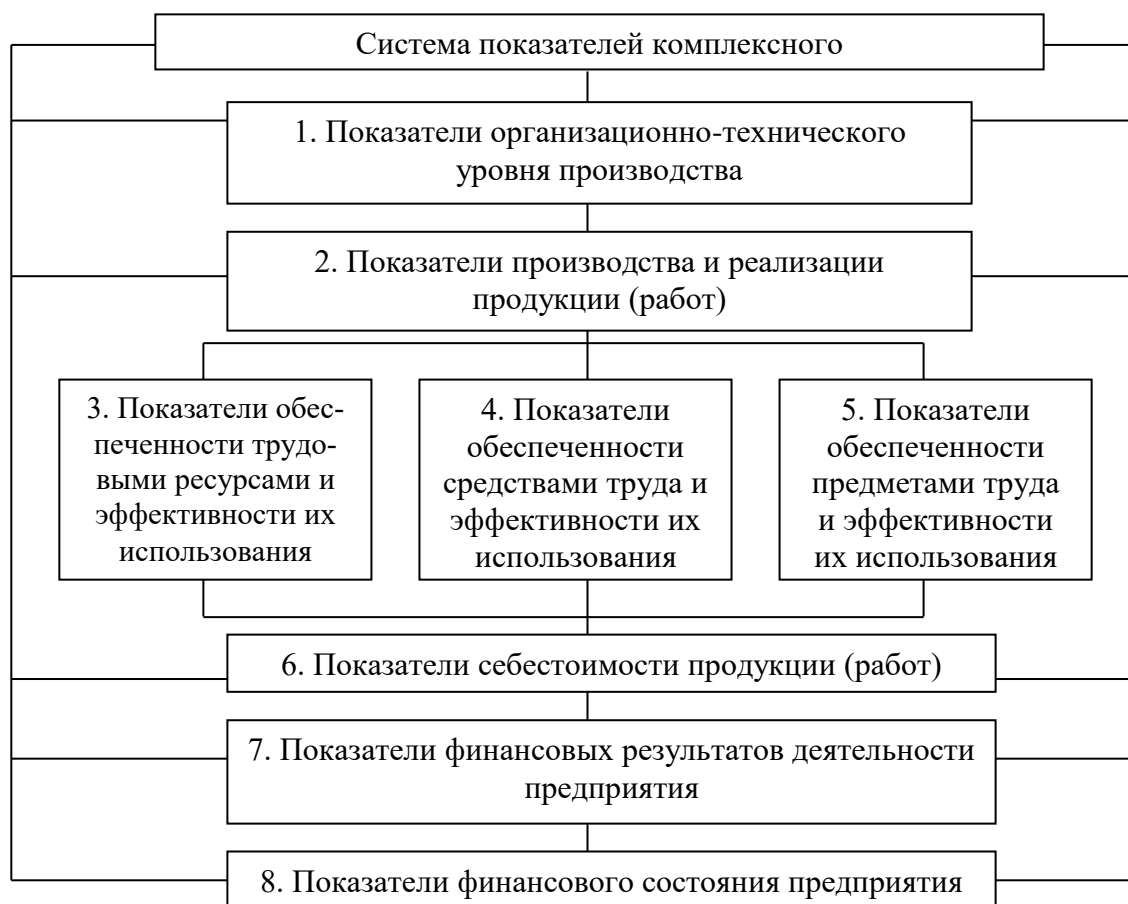 Система показателей комплексного
1. Показатели организационно-технического
уровня производства
2. Показатели производства и реализации
продукции (работ)
3. Показатели обес-
печенности трудо-
выми ресурсами и
эффективности их
использования
4. Показатели
обеспеченности
средствами труда и
эффективности их
использования
5. Показатели
обеспеченности
предметами труда
и эффективности
их использования
6. Показатели себестоимости продукции (работ)
7. Показатели финансовых результатов деятельности
предприятия
8. Показатели финансового состояния предприятия